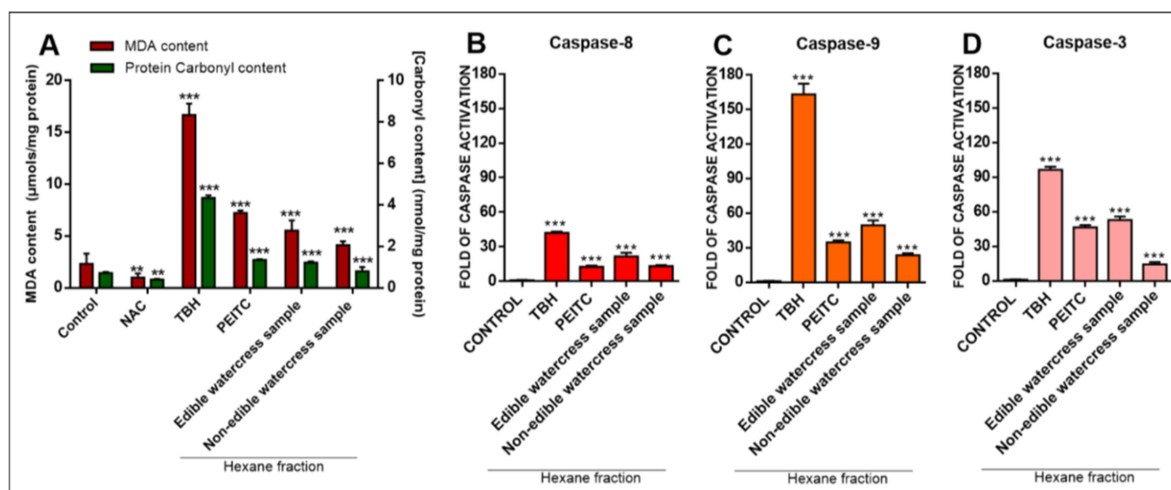 A
MDA content
Protein Carbonyl content
MDA content (µmols/mg protein)
20
15
10
5
0
[Carbonyl content] (nmol/mg protein)
10
8
6
4
2
0
** **
*** ***
*** ***
*** ***
*** ***
Control
NAC
TBH
PEITC
Edible watercress sample
Non-edible watercress sample
Hexane fraction
B
Caspase-8
FOLD OF CASPASE ACTIVATION
180
150
120
90
60
30
0
*** *** *** ***
CONTROL
TBH
PEITC
Edible watercress sample
Non-edible watercress sample
Hexane fraction
C
Caspase-9
FOLD OF CASPASE ACTIVATION
180
150
120
90
60
30
0
*** *** *** ***
CONTROL
TBH
PEITC
Edible watercress sample
Non-edible watercress sample
Hexane fraction
D
Caspase-3
FOLD OF CASPASE ACTIVATION
180
150
120
90
60
30
0
*** *** *** ***
CONTROL
TBH
PEITC
Edible watercress sample
Non-edible watercress sample
Hexane fraction